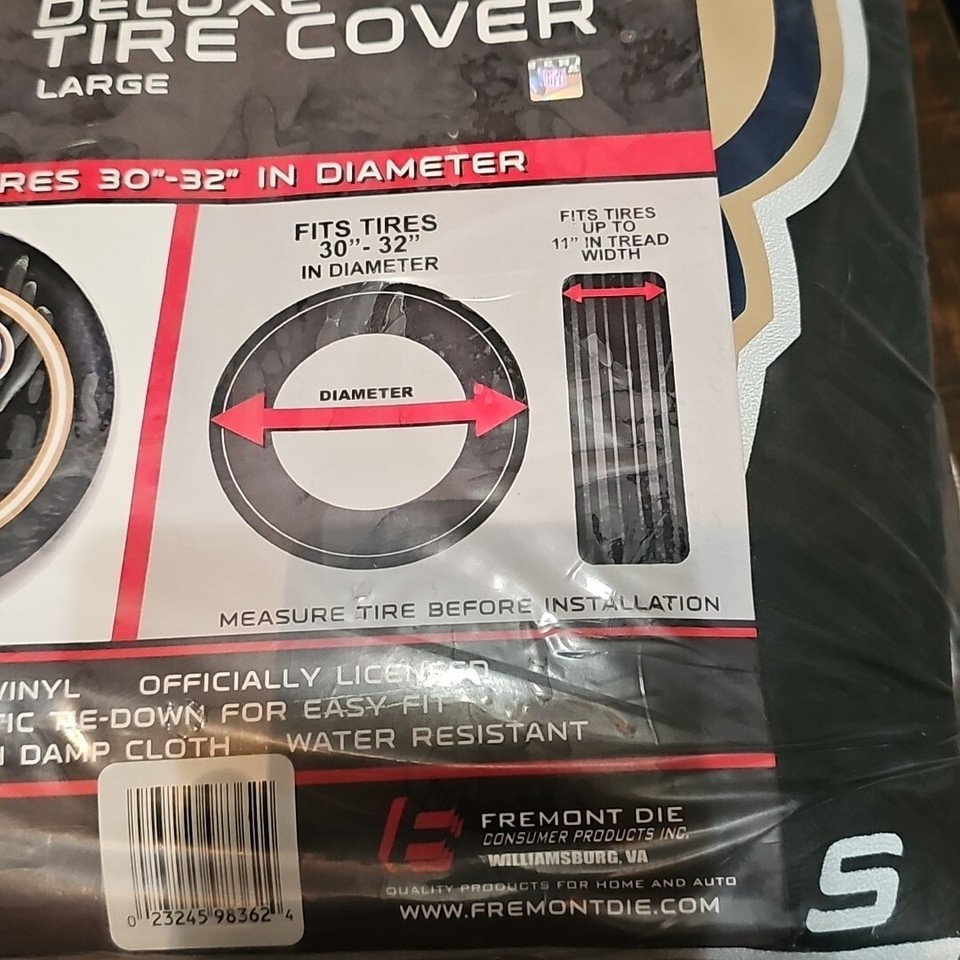 DELUXE
TIRE COVER
LARGE
NFL
RES 30"-32" IN DIAMETER
FITS TIRES
30"- 32"
IN DIAMETER
FITS TIRES
UP TO
11" IN TREAD
WIDTH
DIAMETER
MEASURE TIRE BEFORE INSTALLATION
VINYL OFFICIALLY LICENSED
TIC TIE-DOWN FOR EASY FIT
H DAMP CLOTH WATER RESISTANT
FREMONT DIE
CONSUMER PRODUCTS INC.
WILLIAMSBURG, VA
QUALITY PRODUCTS FOR HOME AND AUTO
WWW.FREMONTDIE.COM
0 23245 98362 4
S